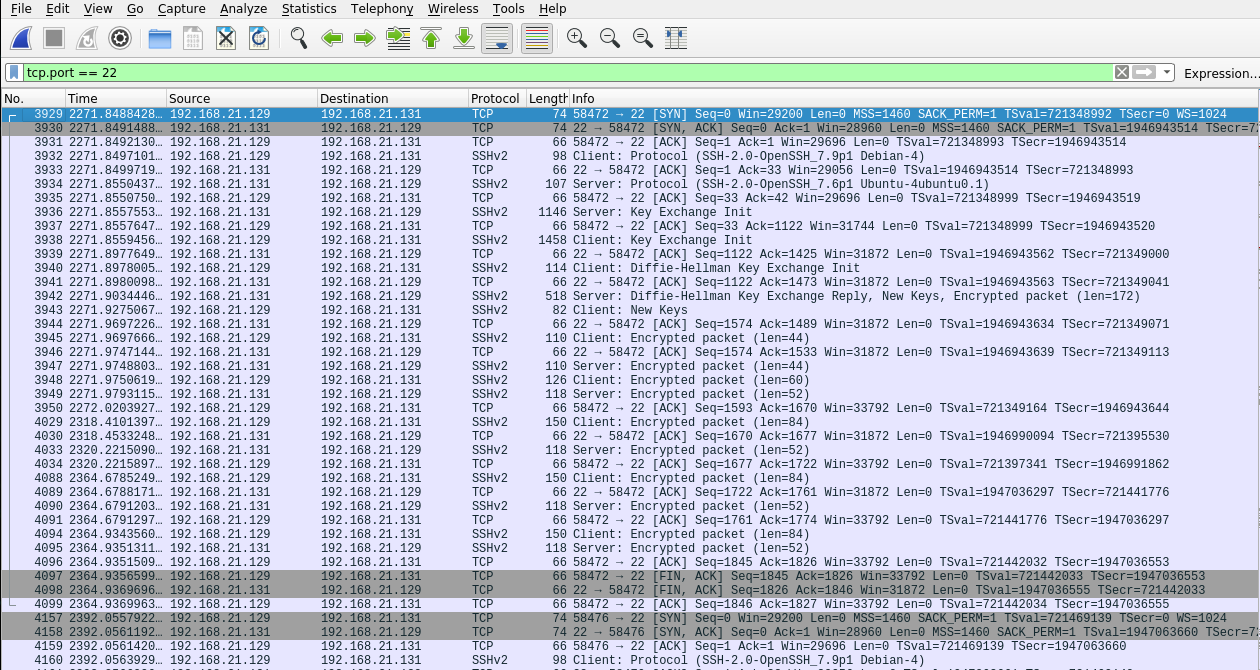 File Edit View Go Capture Analyze Statistics Telephony Wireless Tools Help
tcp.port == 22 Expression…
No. Time Source Destination Protocol Length Info
3929 2271.8488428… 192.168.21.129 192.168.21.131 TCP 74 58472 → 22 [SYN] Seq=0 Win=29200 Len=0 MSS=1460 SACK_PERM=1 TSval=721348992 TSecr=0 WS=1024
3930 2271.8491488… 192.168.21.131 192.168.21.129 TCP 74 22 → 58472 [SYN, ACK] Seq=0 Ack=1 Win=28960 Len=0 MSS=1460 SACK_PERM=1 TSval=1946943514 TSecr=72
3931 2271.8492130… 192.168.21.129 192.168.21.131 TCP 66 58472 → 22 [ACK] Seq=1 Ack=1 Win=29696 Len=0 TSval=721348993 TSecr=1946943514
3932 2271.8497101… 192.168.21.129 192.168.21.131 SSHv2 98 Client: Protocol (SSH-2.0-OpenSSH_7.9p1 Debian-4)
3933 2271.8499719… 192.168.21.131 192.168.21.129 TCP 66 22 → 58472 [ACK] Seq=1 Ack=33 Win=29056 Len=0 TSval=1946943514 TSecr=721348993
3934 2271.8550437… 192.168.21.131 192.168.21.129 SSHv2 107 Server: Protocol (SSH-2.0-OpenSSH_7.6p1 Ubuntu-4ubuntu0.1)
3935 2271.8550750… 192.168.21.129 192.168.21.131 TCP 66 58472 → 22 [ACK] Seq=33 Ack=42 Win=29696 Len=0 TSval=721348999 TSecr=1946943519
3936 2271.8557553… 192.168.21.131 192.168.21.129 SSHv2 1146 Server: Key Exchange Init
3937 2271.8557647… 192.168.21.129 192.168.21.131 TCP 66 58472 → 22 [ACK] Seq=33 Ack=1122 Win=31744 Len=0 TSval=721348999 TSecr=1946943520
3938 2271.8559456… 192.168.21.129 192.168.21.131 SSHv2 1458 Client: Key Exchange Init
3939 2271.8977649… 192.168.21.131 192.168.21.129 TCP 66 22 → 58472 [ACK] Seq=1122 Ack=1425 Win=31872 Len=0 TSval=1946943562 TSecr=721349000
3940 2271.8978005… 192.168.21.129 192.168.21.131 SSHv2 114 Client: Diffie-Hellman Key Exchange Init
3941 2271.8980098… 192.168.21.131 192.168.21.129 TCP 66 22 → 58472 [ACK] Seq=1122 Ack=1473 Win=31872 Len=0 TSval=1946943563 TSecr=721349041
3942 2271.9034446… 192.168.21.131 192.168.21.129 SSHv2 518 Server: Diffie-Hellman Key Exchange Reply, New Keys, Encrypted packet (len=172)
3943 2271.9275067… 192.168.21.129 192.168.21.131 SSHv2 82 Client: New Keys
3944 2271.9697226… 192.168.21.131 192.168.21.129 TCP 66 22 → 58472 [ACK] Seq=1574 Ack=1489 Win=31872 Len=0 TSval=1946943634 TSecr=721349071
3945 2271.9697666… 192.168.21.129 192.168.21.131 SSHv2 110 Client: Encrypted packet (len=44)
3946 2271.9747144… 192.168.21.131 192.168.21.129 TCP 66 22 → 58472 [ACK] Seq=1574 Ack=1533 Win=31872 Len=0 TSval=1946943639 TSecr=721349113
3947 2271.9748803… 192.168.21.131 192.168.21.129 SSHv2 110 Server: Encrypted packet (len=44)
3948 2271.9750619… 192.168.21.129 192.168.21.131 SSHv2 126 Client: Encrypted packet (len=60)
3949 2271.9793115… 192.168.21.131 192.168.21.129 SSHv2 118 Server: Encrypted packet (len=52)
3950 2272.0203927… 192.168.21.129 192.168.21.131 TCP 66 58472 → 22 [ACK] Seq=1593 Ack=1670 Win=33792 Len=0 TSval=721349164 TSecr=1946943644
4029 2318.4101397… 192.168.21.129 192.168.21.131 SSHv2 150 Client: Encrypted packet (len=84)
4030 2318.4533248… 192.168.21.131 192.168.21.129 TCP 66 22 → 58472 [ACK] Seq=1670 Ack=1677 Win=31872 Len=0 TSval=1946990094 TSecr=721395530
4033 2320.2215090… 192.168.21.131 192.168.21.129 SSHv2 118 Server: Encrypted packet (len=52)
4034 2320.2215897… 192.168.21.129 192.168.21.131 TCP 66 58472 → 22 [ACK] Seq=1677 Ack=1722 Win=33792 Len=0 TSval=721397341 TSecr=1946991862
4088 2364.6785249… 192.168.21.129 192.168.21.131 SSHv2 150 Client: Encrypted packet (len=84)
4089 2364.6788171… 192.168.21.131 192.168.21.129 TCP 66 22 → 58472 [ACK] Seq=1722 Ack=1761 Win=31872 Len=0 TSval=1947036297 TSecr=721441776
4090 2364.6791203… 192.168.21.131 192.168.21.129 SSHv2 118 Server: Encrypted packet (len=52)
4091 2364.6791297… 192.168.21.129 192.168.21.131 TCP 66 58472 → 22 [ACK] Seq=1761 Ack=1774 Win=33792 Len=0 TSval=721441776 TSecr=1947036297
4094 2364.9343560… 192.168.21.129 192.168.21.131 SSHv2 150 Client: Encrypted packet (len=84)
4095 2364.9351311… 192.168.21.131 192.168.21.129 SSHv2 118 Server: Encrypted packet (len=52)
4096 2364.9351509… 192.168.21.129 192.168.21.131 TCP 66 58472 → 22 [ACK] Seq=1845 Ack=1826 Win=33792 Len=0 TSval=721442032 TSecr=1947036553
4097 2364.9356599… 192.168.21.129 192.168.21.131 TCP 66 58472 → 22 [FIN, ACK] Seq=1845 Ack=1826 Win=33792 Len=0 TSval=721442033 TSecr=1947036553
4098 2364.9369696… 192.168.21.131 192.168.21.129 TCP 66 22 → 58472 [FIN, ACK] Seq=1826 Ack=1846 Win=31872 Len=0 TSval=1947036555 TSecr=721442033
4099 2364.9369963… 192.168.21.129 192.168.21.131 TCP 66 58472 → 22 [ACK] Seq=1846 Ack=1827 Win=33792 Len=0 TSval=721442034 TSecr=1947036555
4157 2392.0557922… 192.168.21.129 192.168.21.131 TCP 74 58476 → 22 [SYN] Seq=0 Win=29200 Len=0 MSS=1460 SACK_PERM=1 TSval=721469139 TSecr=0 WS=1024
4158 2392.0561192… 192.168.21.131 192.168.21.129 TCP 74 22 → 58476 [SYN, ACK] Seq=0 Ack=1 Win=28960 Len=0 MSS=1460 SACK_PERM=1 TSval=1947063660 TSecr=72
4159 2392.0561420… 192.168.21.129 192.168.21.131 TCP 66 58476 → 22 [ACK] Seq=1 Ack=1 Win=29696 Len=0 TSval=721469139 TSecr=1947063660
4160 2392.0563929… 192.168.21.129 192.168.21.131 SSHv2 98 Client: Protocol (SSH-2.0-OpenSSH_7.9p1 Debian-4)